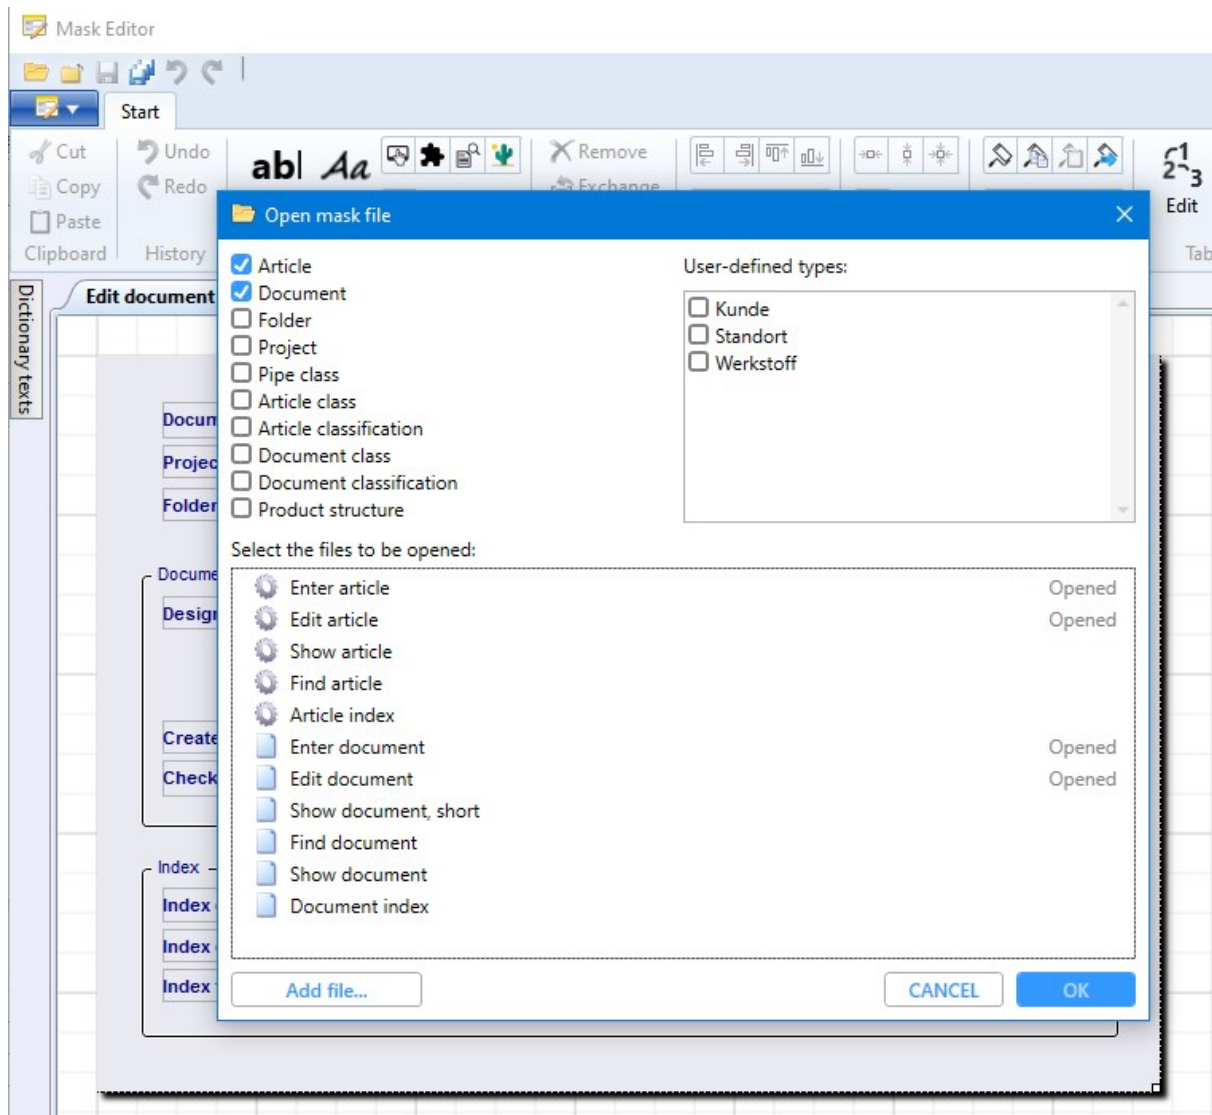 Mask Editor
Start
Cut
Undo
abl Aa
Remove
Copy
Redo
Exchange
Edit
Paste
Clipboard
History
Tab
Dictionary texts
Edit document
Docum
Projec
Folder
Docume
Design
Create
Check
Index
Index
Index
Index
Open mask file
Article
Document
Folder
Project
Pipe class
Article class
Article classification
Document class
Document classification
Product structure
User-defined types:
Kunde
Standort
Werkstoff
Select the files to be opened:
Enter article Opened
Edit article Opened
Show article
Find article
Article index
Enter document Opened
Edit document Opened
Show document, short
Find document
Show document
Document index
Add file...
CANCEL
OK